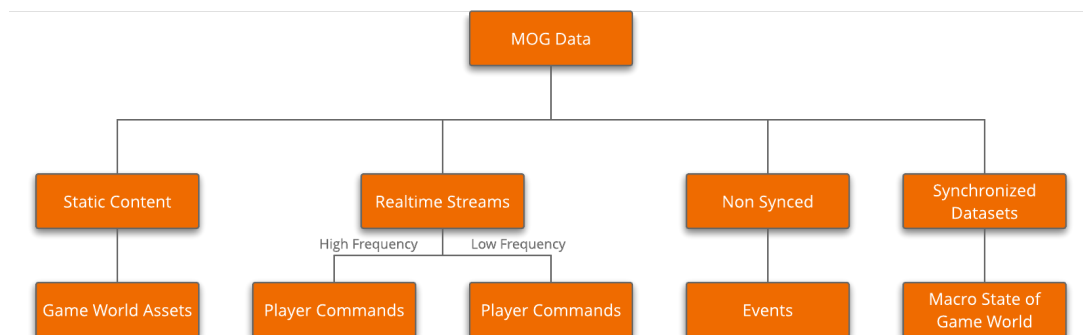 MOG Data
Static Content
Realtime Streams
Non Synced
Synchronized
Datasets
High Frequency
Low Frequency
Game World Assets
Player Commands
Player Commands
Events
Macro State of
Game World